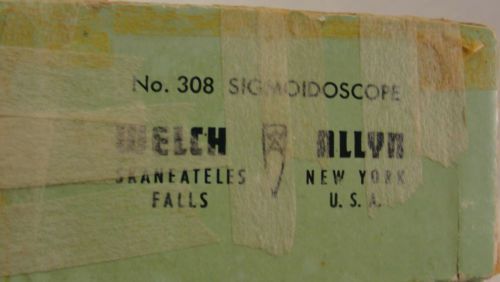 No. 308 SIGMOIDOSCOPE
WELCH ALLYN
SKANEATELES NEW YORK
FALLS U. S. A.